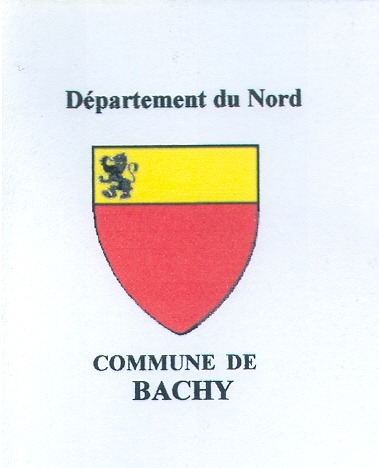 Département du Nord
COMMUNE DE
BACHY